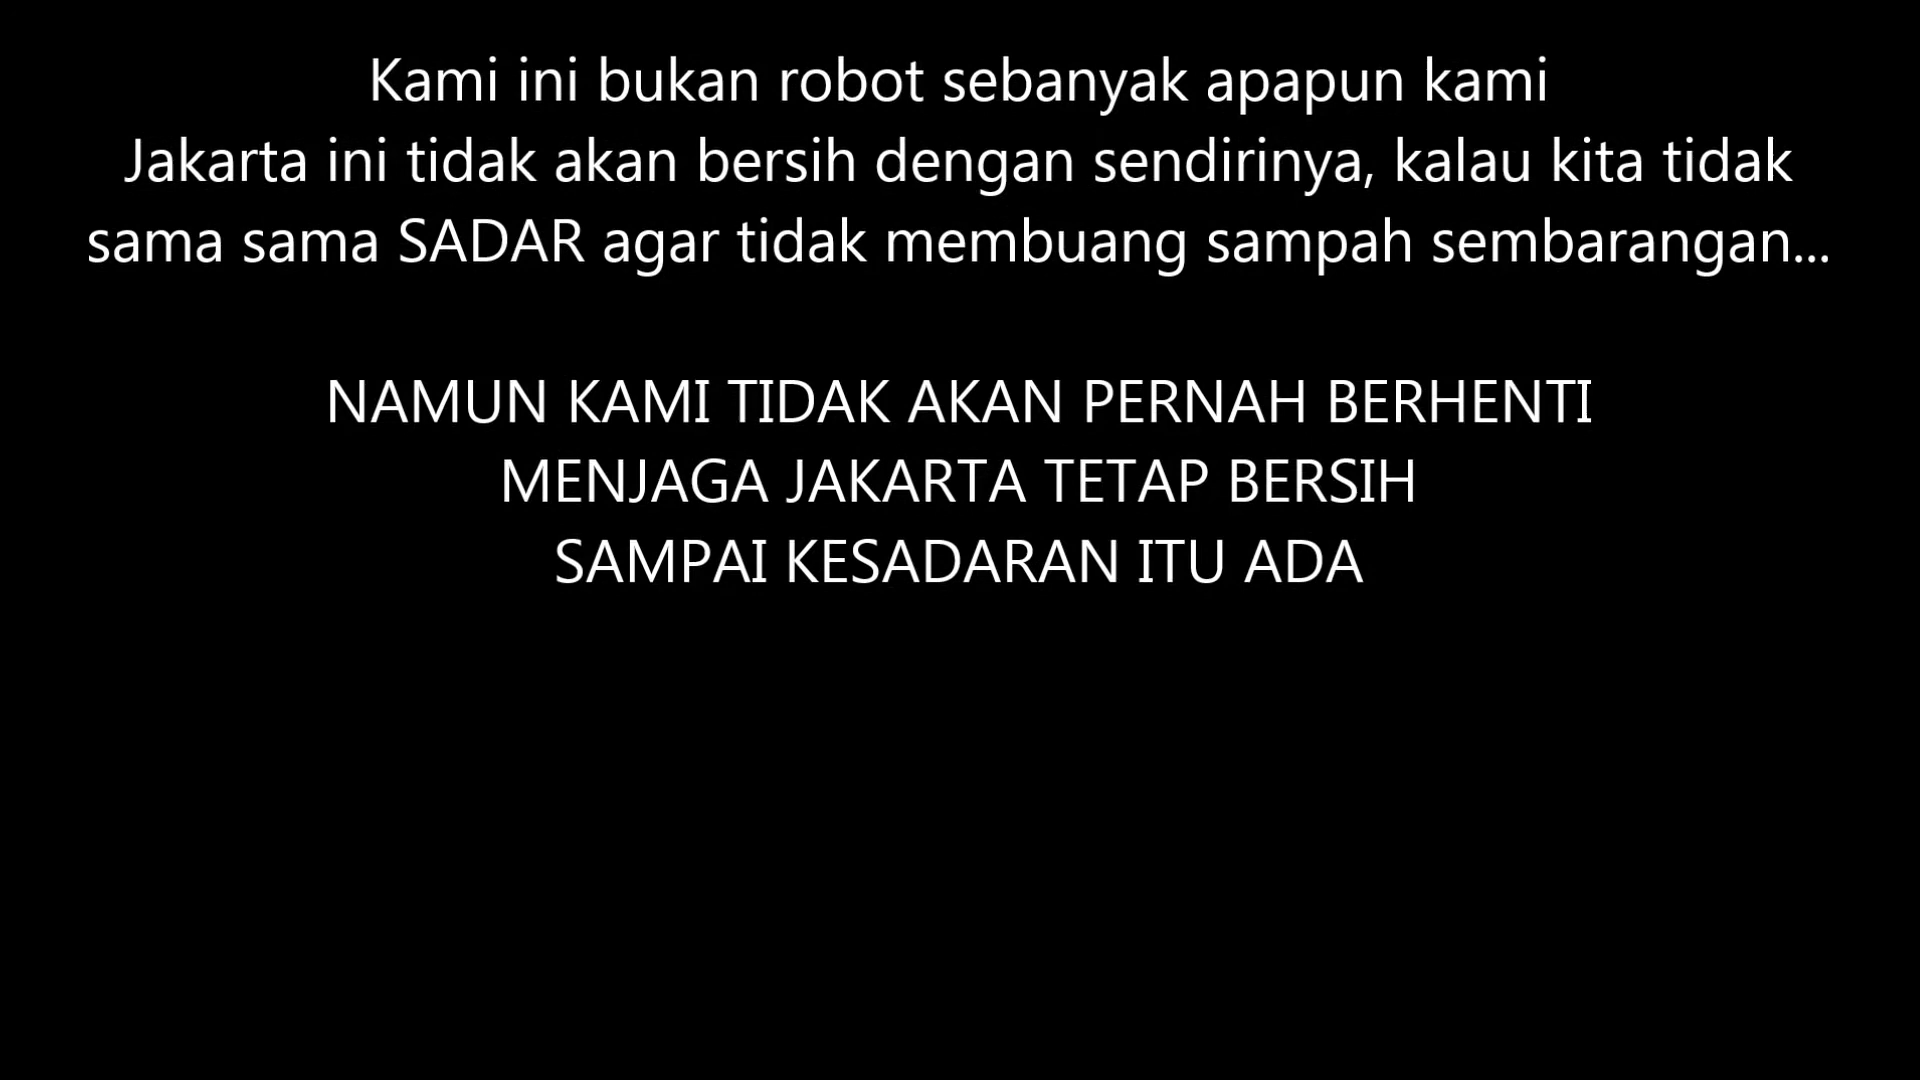 Kami ini bukan robot sebanyak apapun kami
Jakarta ini tidak akan bersih dengan sendirinya, kalau kita tidak
sama sama SADAR agar tidak membuang sampah sembarangan...
NAMUN KAMI TIDAK AKAN PERNAH BERHENTI
MENJAGA JAKARTA TETAP BERSIH
SAMPAI KESADARAN ITU ADA